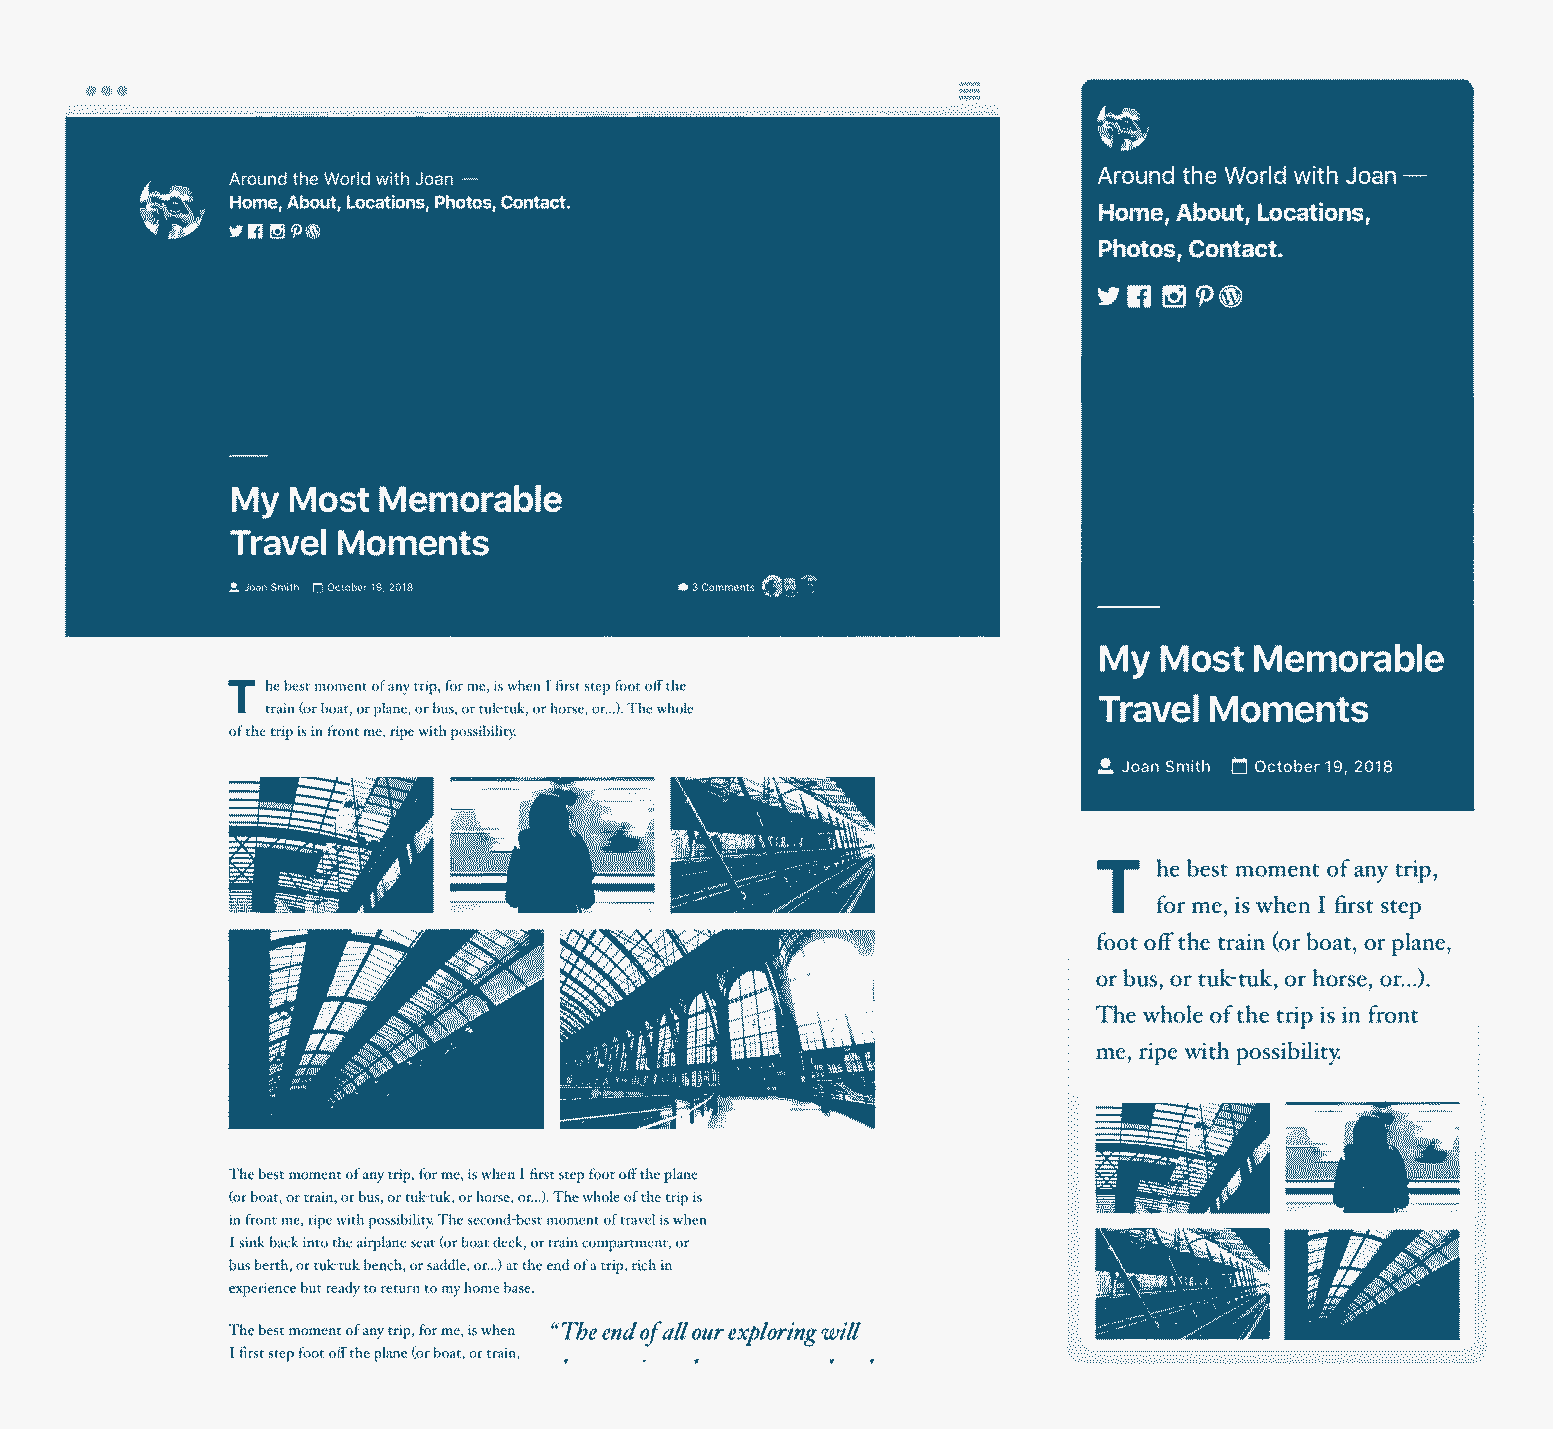 Around the World with Joan —
Home, About, Locations, Photos, Contact.
My Most Memorable
Travel Moments
Joan Smith October 19, 2018
3 Comments
The best moment of any trip, for me, is when I first step foot off the
train (or boat, or plane, or bus, or tuk-tuk, or horse, or...). The whole
of the trip is in front me, ripe with possibility.
The best moment of any trip, for me, is when I first step foot off the plane
(or boat, or train, or bus, or tuk-tuk, or horse, or...). The whole of the trip is
in front me, ripe with possibility. The second-best moment of travel is when
I sink back into the airplane seat (or boat deck, or train compartment, or
bus berth, or tuk-tuk bench, or saddle, or...) at the end of a trip, rich in
experience but ready to return to my home base.
The best moment of any trip, for me, is when
I first step foot off the plane (or boat, or train,
“The end of all our exploring will
Around the World with Joan —
Home, About, Locations,
Photos, Contact.
My Most Memorable
Travel Moments
Joan Smith October 19, 2018
The best moment of any trip,
for me, is when I first step
foot off the train (or boat, or plane,
or bus, or tuk-tuk, or horse, or...).
The whole of the trip is in front
me, ripe with possibility.